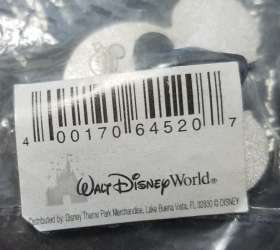 4 00170 64520 7
Walt Disney World®
Distributed by: Disney Theme Park Merchandise, Lake Buena Vista, FL 32830 © DISNEY